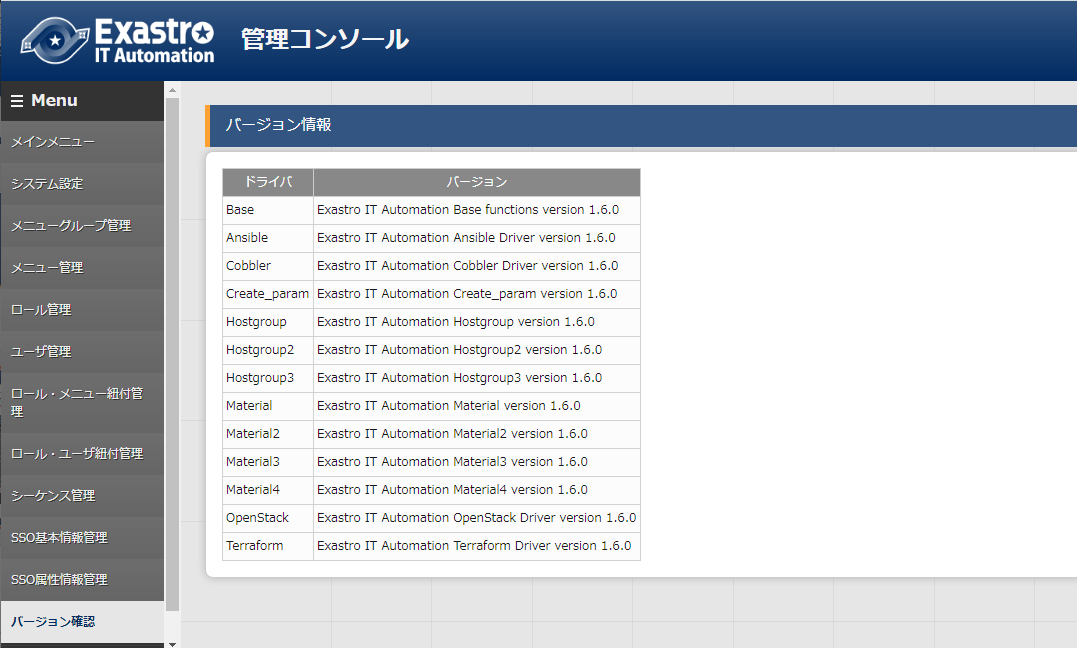 Exastro
IT Automation
管理コンソール
Menu
メインメニュー
システム設定
メニューグループ管理
メニュー管理
ロール管理
ユーザ管理
ロール・メニュー紐付管
理
ロール・ユーザ紐付管理
シーケンス管理
SSO基本情報管理
SSO属性情報管理
バージョン確認
バージョン情報
ドライバ バージョン
Base Exastro IT Automation Base functions version 1.6.0
Ansible Exastro IT Automation Ansible Driver version 1.6.0
Cobbler Exastro IT Automation Cobbler Driver version 1.6.0
Create_param Exastro IT Automation Create_param version 1.6.0
Hostgroup Exastro IT Automation Hostgroup version 1.6.0
Hostgroup2 Exastro IT Automation Hostgroup2 version 1.6.0
Hostgroup3 Exastro IT Automation Hostgroup3 version 1.6.0
Material Exastro IT Automation Material version 1.6.0
Material2 Exastro IT Automation Material2 version 1.6.0
Material3 Exastro IT Automation Material3 version 1.6.0
Material4 Exastro IT Automation Material4 version 1.6.0
OpenStack Exastro IT Automation OpenStack Driver version 1.6.0
Terraform Exastro IT Automation Terraform Driver version 1.6.0